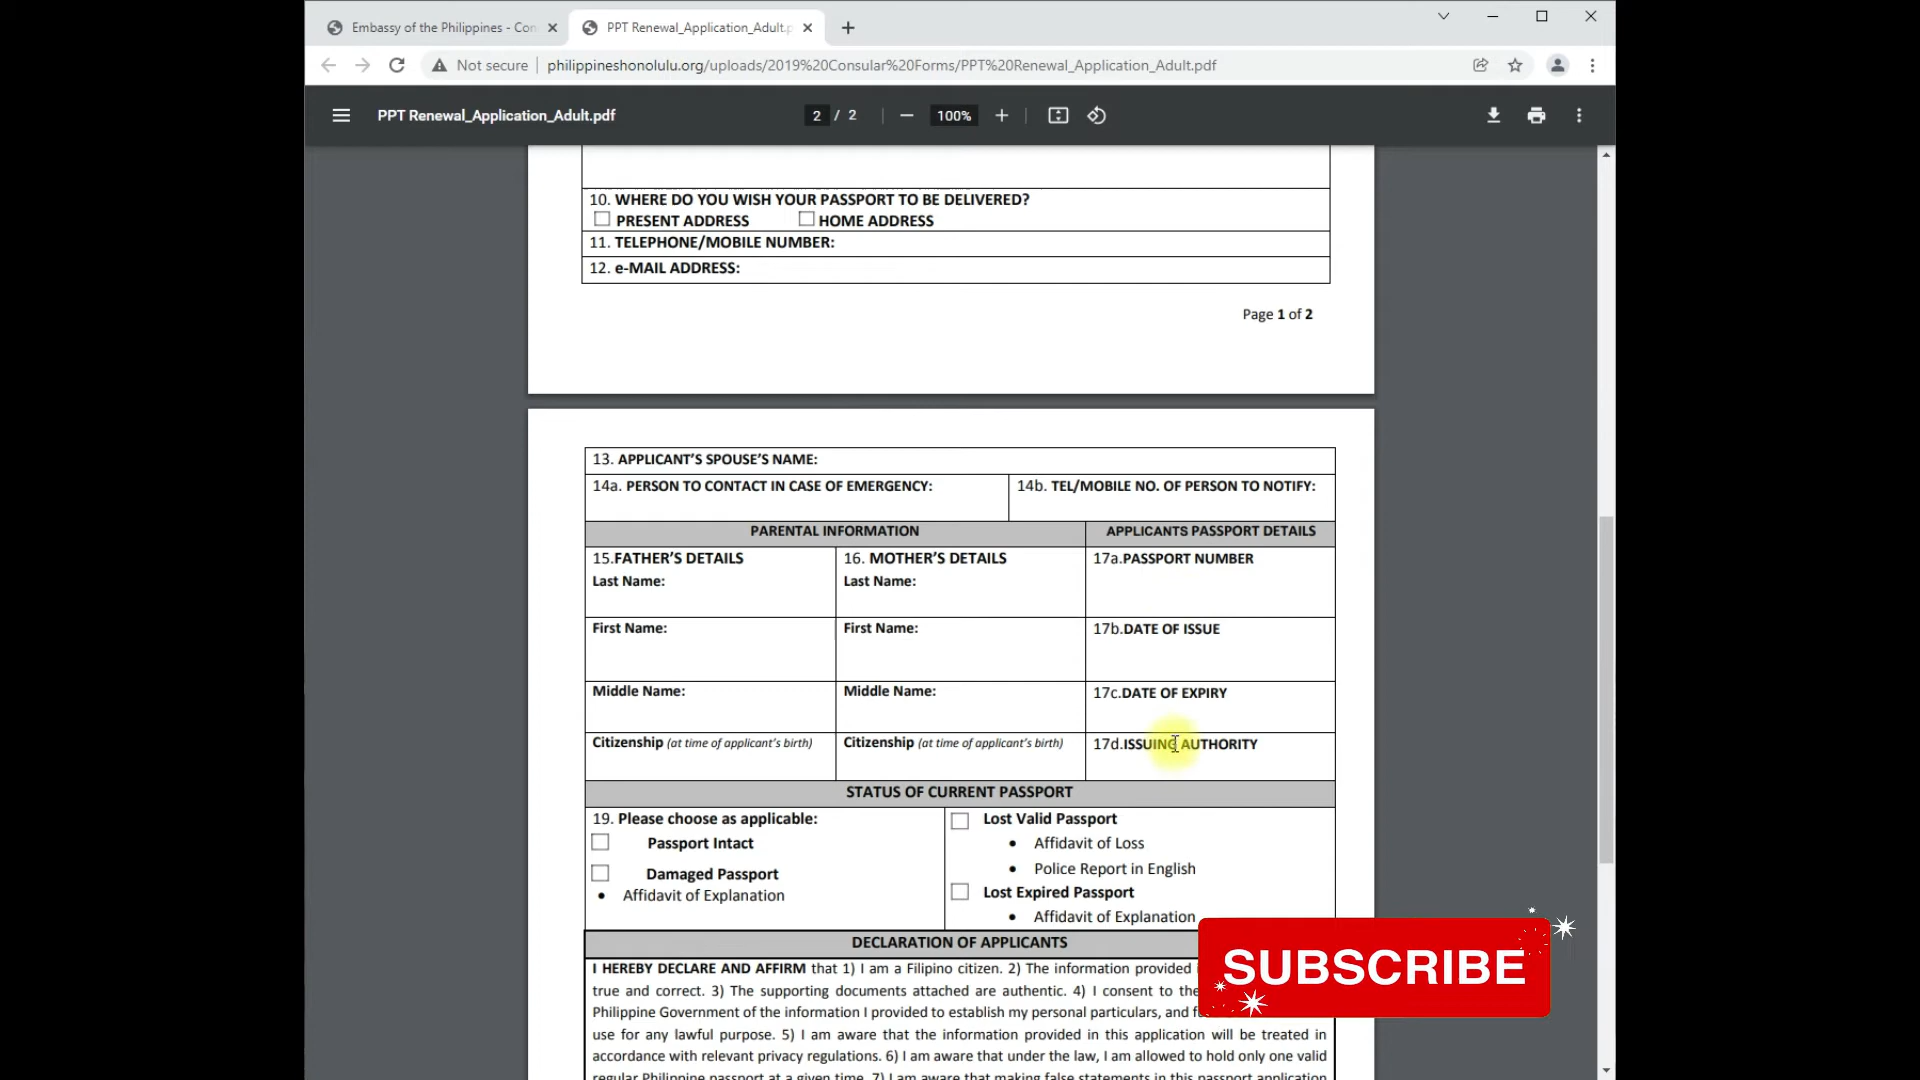 Embassy of the Philippines - Con
PPT Renewal_Application_Adult.p
Not secure
philippineshonolulu.org/uploads/2019%20Consular%20Forms/PPT%20Renewal_Application_Adult.pdf
PPT Renewal_Application_Adult.pdf
2 / 2
100%
10. WHERE DO YOU WISH YOUR PASSPORT TO BE DELIVERED?
PRESENT ADDRESS HOME ADDRESS
11. TELEPHONE/MOBILE NUMBER:
12. e-MAIL ADDRESS:
Page 1 of 2
13. APPLICANT’S SPOUSE’S NAME:
14a. PERSON TO CONTACT IN CASE OF EMERGENCY:
14b. TEL/MOBILE NO. OF PERSON TO NOTIFY:
PARENTAL INFORMATION
APPLICANTS PASSPORT DETAILS
15.FATHER’S DETAILS
Last Name:
16. MOTHER’S DETAILS
Last Name:
17a.PASSPORT NUMBER
First Name:
First Name:
17b.DATE OF ISSUE
Middle Name:
Middle Name:
17c.DATE OF EXPIRY
Citizenship (at time of applicant’s birth)
Citizenship (at time of applicant’s birth)
17d.ISSUING AUTHORITY
STATUS OF CURRENT PASSPORT
19. Please choose as applicable:
Passport Intact
Damaged Passport
• Affidavit of Explanation
Lost Valid Passport
• Affidavit of Loss
• Police Report in English
Lost Expired Passport
• Affidavit of Explanation
DECLARATION OF APPLICANTS
I HEREBY DECLARE AND AFFIRM that 1) I am a Filipino citizen. 2) The information provided
true and correct. 3) The supporting documents attached are authentic. 4) I consent to the
Philippine Government of the information I provided to establish my personal particulars, and
use for any lawful purpose. 5) I am aware that the information provided in this application will be treated in
accordance with relevant privacy regulations. 6) I am aware that under the law, I am allowed to hold only one valid
regular Philippine passport at a given time. 7) I am aware that making false statements in this passport application
SUBSCRIBE